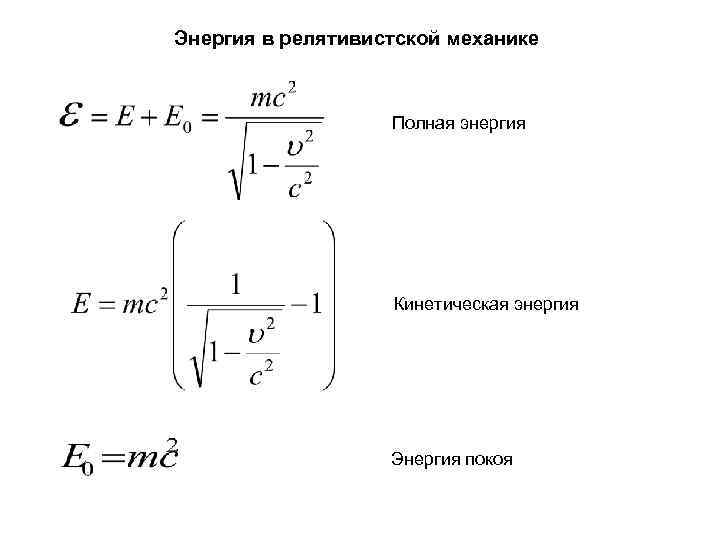 Энергия в релятивистской механике
ε = E + E₀ = mc² / √(1 − υ²/c²)
Полная энергия
E = mc² (1 / √(1 − υ²/c²) − 1)
Кинетическая энергия
E₀ = mc²
Энергия покоя